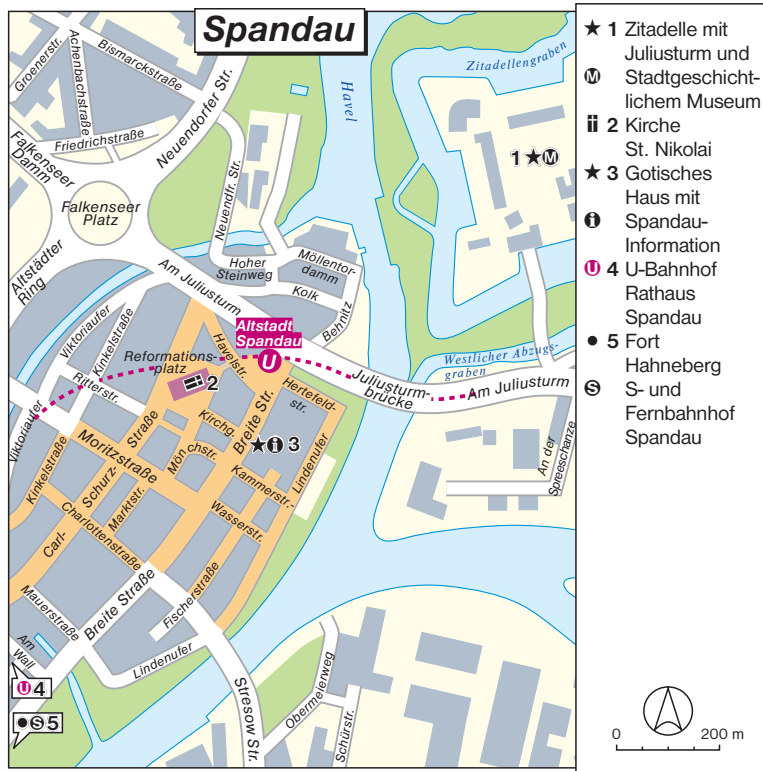 Spandau
Groenerstr.
Achenbachstraße
Bismarckstraße
Friedrichstraße
Neuendorfer Str.
Falkenseer
Damm
Falkenseer
Platz
Altstädter
Ring
Neuendfr. Str.
Hoher
Steinweg
Möllentor-
damm
Kolk
Behnitz
Havel
Zitadellengraben
1 M
Am Juliusturm
Westlicher Abzugs-
graben
Juliusturm-
brücke
Am Juliusturm
An der
Spreeschanze
Viktoriaufer
Kinkelstraße
Altstadt
Spandau
U
Reformations-
platz
2
Havelstr.
Ritterstr.
Viktoriaufer
Hertefeld-
str.
Kirchg.
Breite Str.
i 3
Lindenufer
Moritzstraße
Mönchstr.
Kammerstr.
Wasserstr.
Kinkelstraße
Carl-
Schurz-
Straße
Marktstr.
Charlottenstraße
Fischerstraße
Breite Straße
Mauerstraße
Am
Wall
Lindenufer
Stresow Str.
Obermeierweg
Schürstr.
U 4
S 5
★ 1 Zitadelle mit
Juliusturm und
M Stadtgeschicht-
lichem Museum
2 Kirche
St. Nikolai
★ 3 Gotisches
Haus mit
i Spandau-
Information
U 4 U-Bahnhof
Rathaus
Spandau
● 5 Fort
Hahneberg
S S- und
Fernbahnhof
Spandau
0 200 m